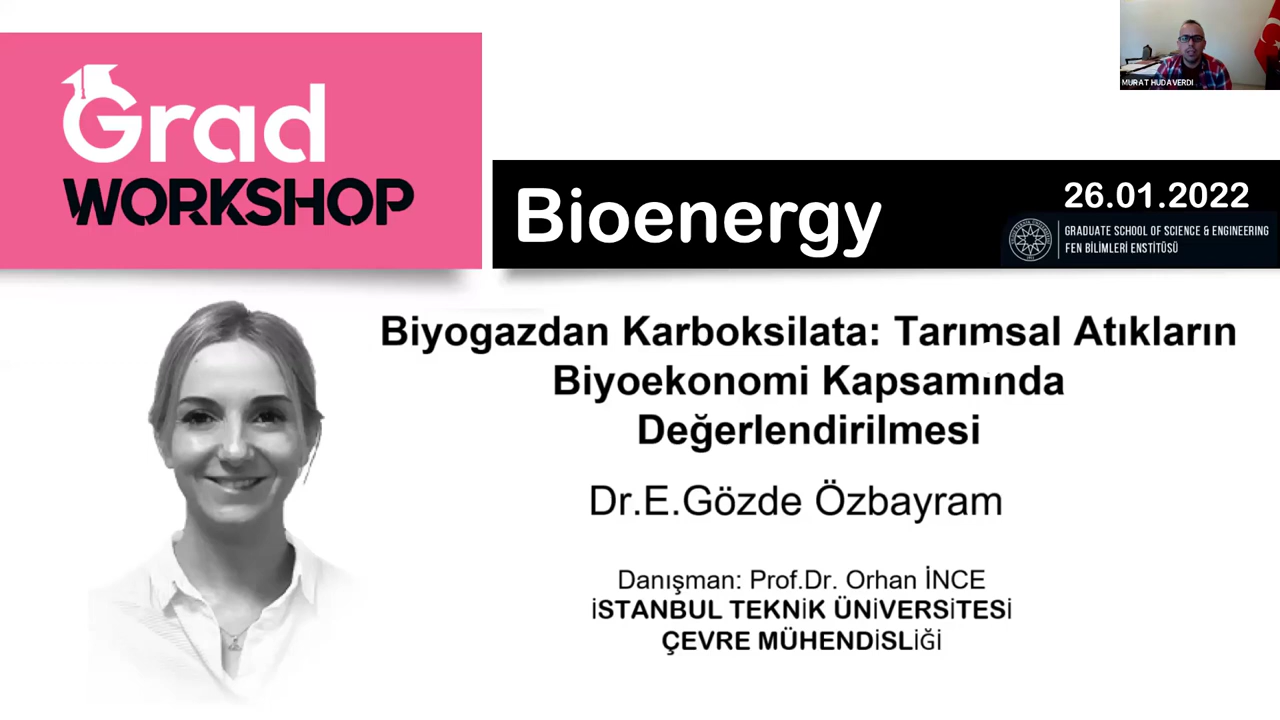 Grad
WORKSHOP
MURAT HUDAVERDI
Bioenergy
26.01.2022
GRADUATE SCHOOL OF SCIENCE & ENGINEERING
FEN BİLİMLERİ ENSTİTÜSÜ
Biyogazdan Karboksilata: Tarımsal Atıkların
Biyoekonomi Kapsamında
Değerlendirilmesi
Dr.E.Gözde Özbayram
Danışman: Prof.Dr. Orhan İNCE
İSTANBUL TEKNİK ÜNİVERSİTESİ
ÇEVRE MÜHENDİSLİĞİ